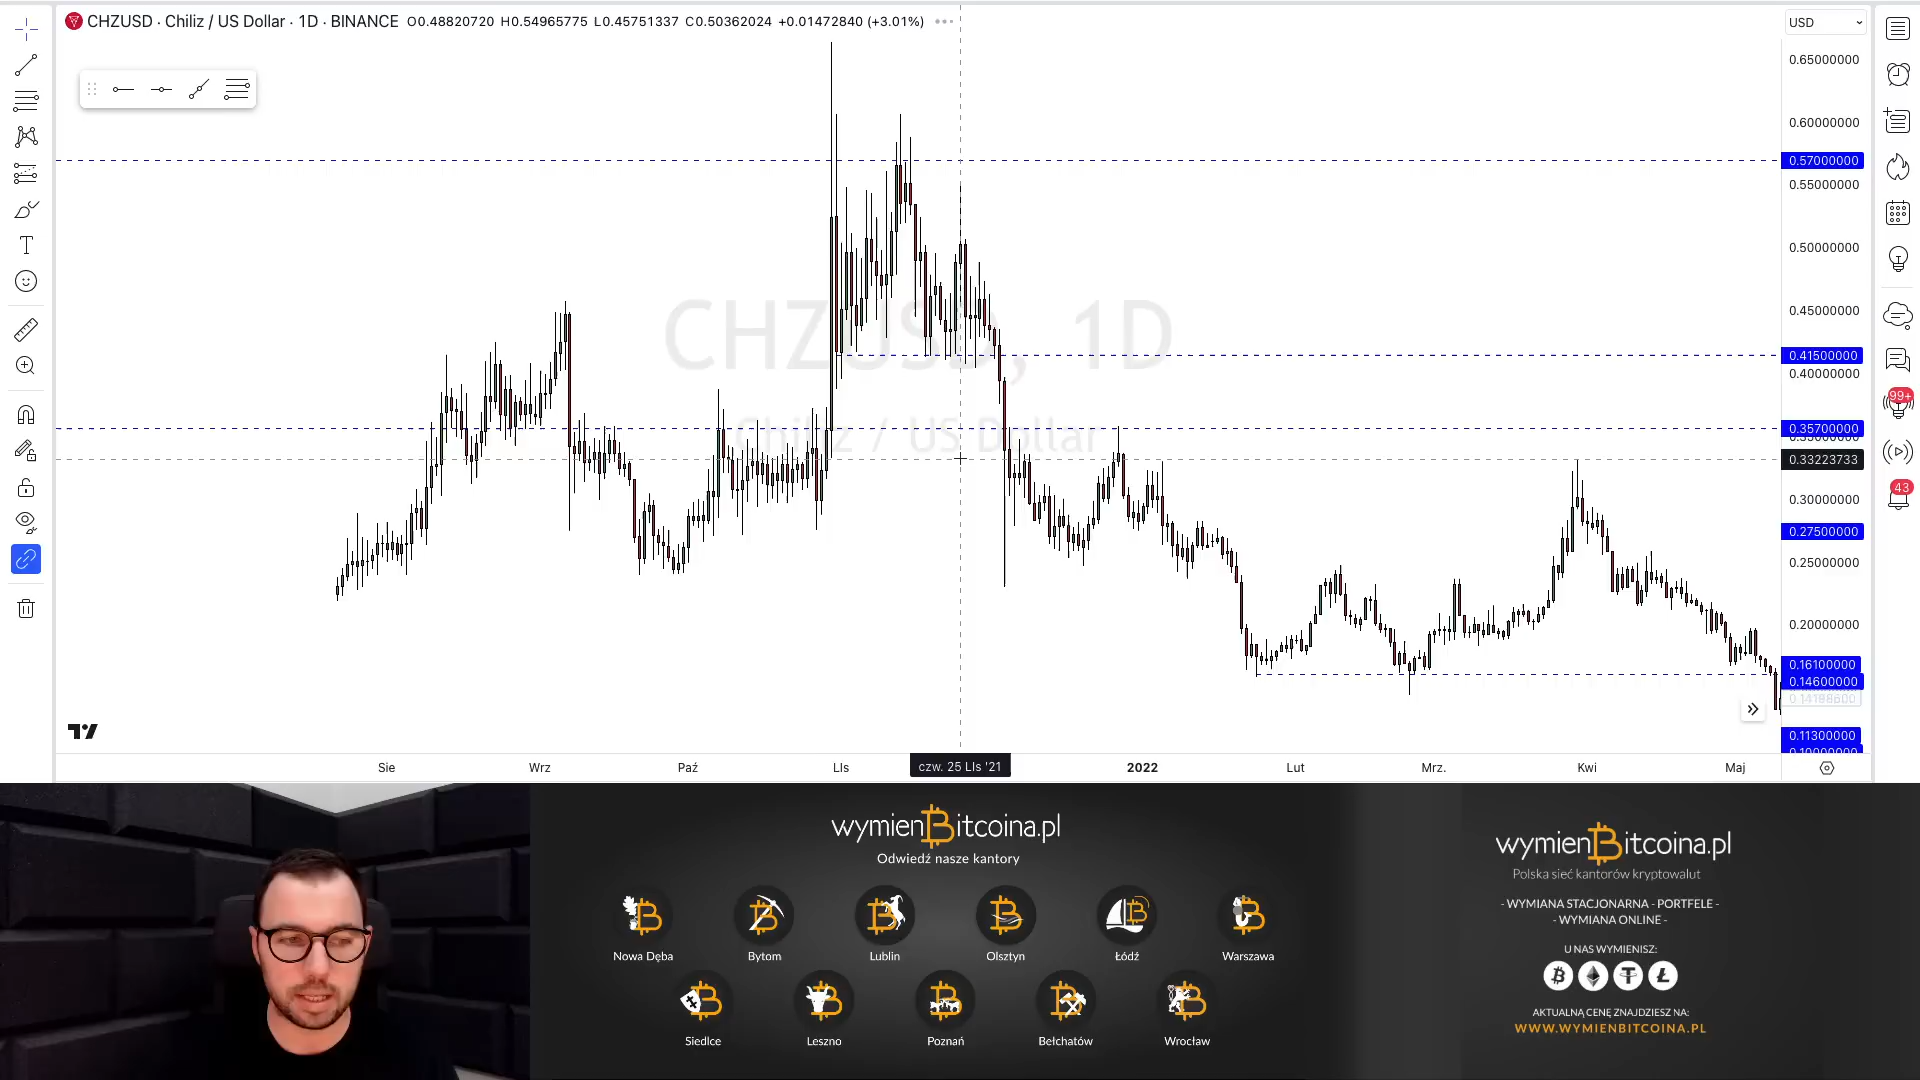 CHZUSD · Chiliz / US Dollar · 1D · BINANCE O0.48820720 H0.54965775 L0.45751337 C0.50362024 +0.01472840 (+3.01%)
USD
0.65000000
0.60000000
0.57000000
0.55000000
0.50000000
0.45000000
0.41500000
0.40000000
0.35700000
0.35000000
0.33223733
0.30000000
0.27500000
0.25000000
0.20000000
0.16100000
0.14600000
0.14188600
0.11300000
CHZUSD, 1D
Chiliz / US Dollar
99+
43
Sie
Wrz
Paź
LIs
czw. 25 LIs '21
2022
Lut
Mrz.
Kwi
Maj
wymienBitcoina.pl
Odwiedź nasze kantory
Nowa Dęba
Bytom
Lublin
Olsztyn
Łódź
Warszawa
Siedlce
Leszno
Poznań
Bełchatów
Wrocław
wymienBitcoina.pl
Polska sieć kantorów kryptowalut
- WYMIANA STACJONARNA - PORTFELE -
- WYMIANA ONLINE -
U NAS WYMIENISZ:
AKTUALNĄ CENĘ ZNAJDZIESZ NA:
WWW.WYMIENBITCOINA.PL